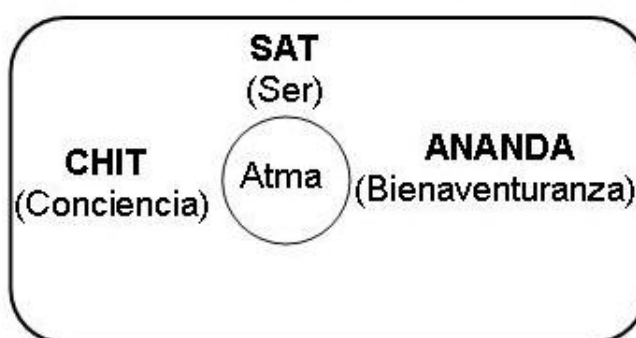 SAT
(Ser)
CHIT
(Conciencia)
Atma
ANANDA
(Bienaventuranza)